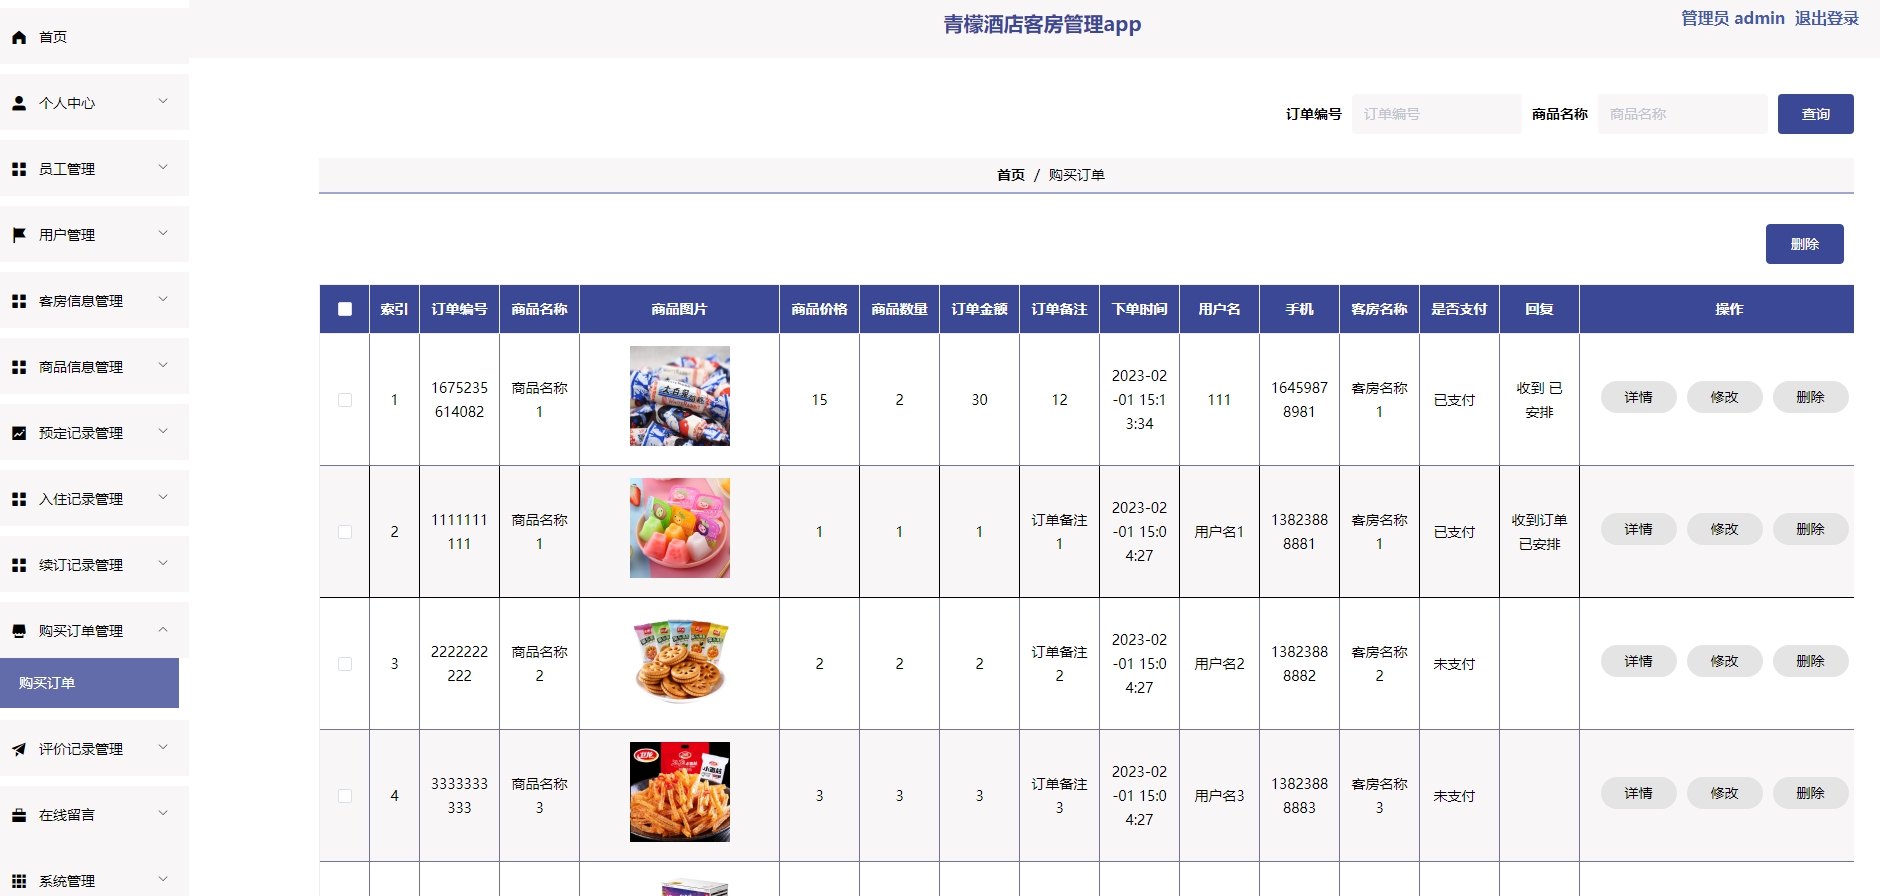 青檬酒店客房管理app
管理员 admin 退出登录
首页
个人中心
员工管理
用户管理
客房信息管理
商品信息管理
预定记录管理
入住记录管理
续订记录管理
购买订单管理
购买订单
评价记录管理
在线留言
系统管理
订单编号 订单编号 商品名称 商品名称 查询
首页 / 购买订单
删除
索引 订单编号 商品名称 商品图片 商品价格 商品数量 订单金额 订单备注 下单时间 用户名 手机 客房名称 是否支付 回复 操作
1 1675235614082 商品名称1 15 2 30 12 2023-02-01 15:13:34 111 16459878981 客房名称1 已支付 收到 已安排 详情 修改 删除
2 1111111111 商品名称1 1 1 1 订单备注1 2023-02-01 15:04:27 用户名1 13823888881 客房名称1 已支付 收到订单已安排 详情 修改 删除
3 2222222222 商品名称2 2 2 2 订单备注2 2023-02-01 15:04:27 用户名2 13823888882 客房名称2 未支付 详情 修改 删除
4 3333333333 商品名称3 3 3 3 订单备注3 2023-02-01 15:04:27 用户名3 13823888883 客房名称3 未支付 详情 修改 删除